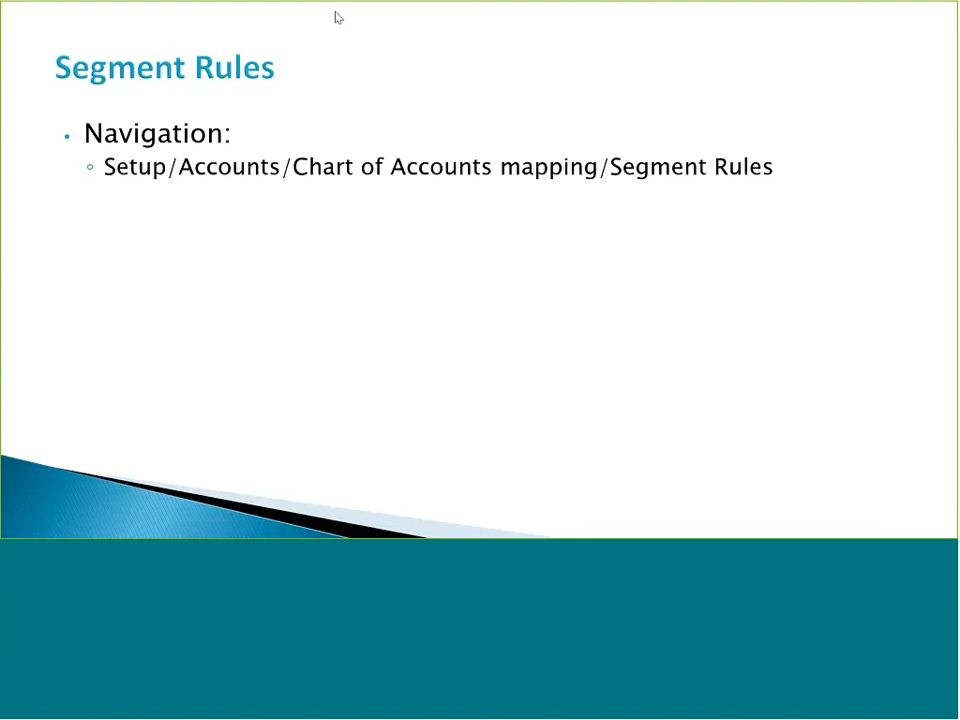 Segment Rules
• Navigation:
◦ Setup/Accounts/Chart of Accounts mapping/Segment Rules